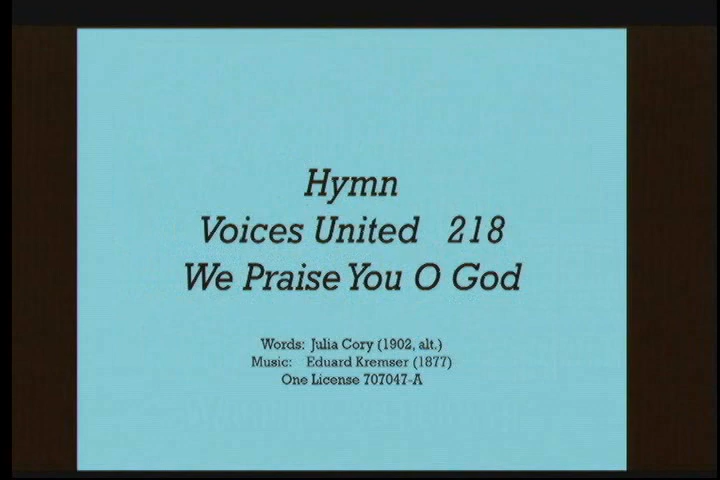 Hymn
Voices United 218
We Praise You O God
Words: Julia Cory (1902, alt.)
Music: Eduard Kremser (1877)
One License 707047-A